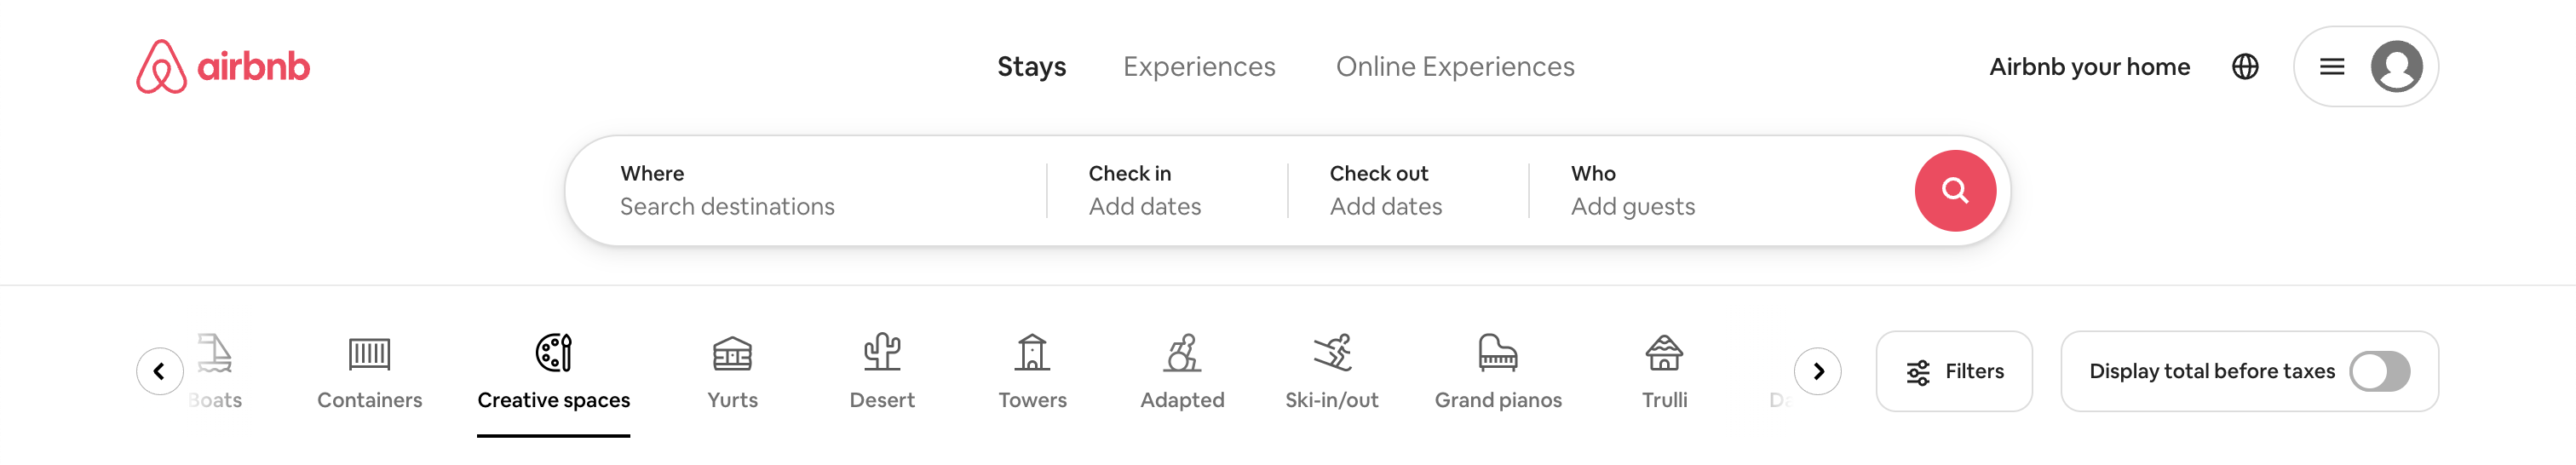 airbnb
Stays Experiences Online Experiences
Airbnb your home
Where Check in Check out Who
Search destinations Add dates Add dates Add guests
Boats Containers Creative spaces Yurts Desert Towers Adapted Ski-in/out Grand pianos Trulli
Filters
Display total before taxes